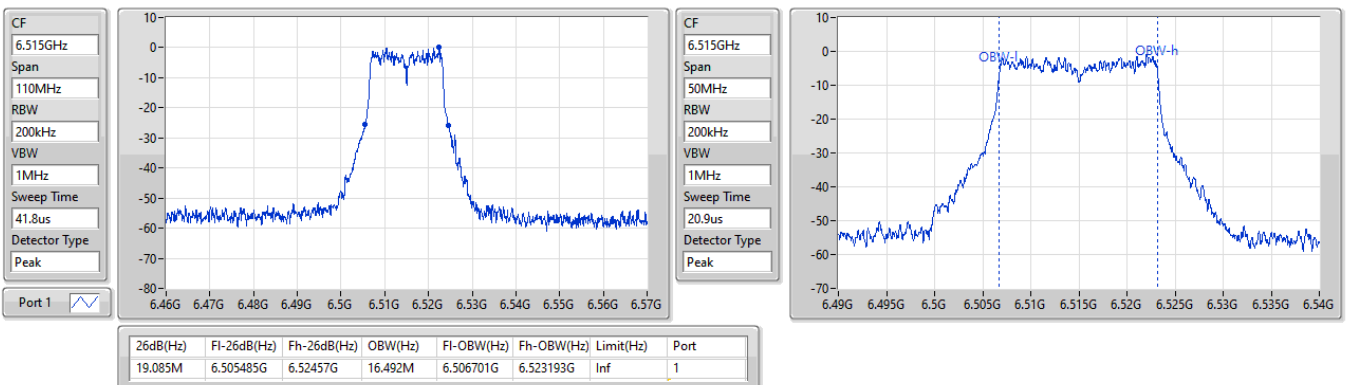 CF
6.515GHz
Span
110MHz
RBW
200kHz
VBW
1MHz
Sweep Time
41.8us
Detector Type
Peak
Port 1
10-
0-
-10-
-20-
-30-
-40-
-50-
-60-
-70-
-80-
6.46G 6.47G 6.48G 6.49G 6.5G 6.51G 6.52G 6.53G 6.54G 6.55G 6.56G 6.57G
CF
6.515GHz
Span
50MHz
RBW
200kHz
VBW
1MHz
Sweep Time
20.9us
Detector Type
Peak
10-
0-
-10-
-20-
-30-
-40-
-50-
-60-
-70-
OBW-l OBW-h
6.49G 6.495G 6.5G 6.505G 6.51G 6.515G 6.52G 6.525G 6.53G 6.535G 6.54G
26dB(Hz) Fl-26dB(Hz) Fh-26dB(Hz) OBW(Hz) Fl-OBW(Hz) Fh-OBW(Hz) Limit(Hz) Port
19.085M 6.505485G 6.52457G 16.492M 6.506701G 6.523193G Inf 1